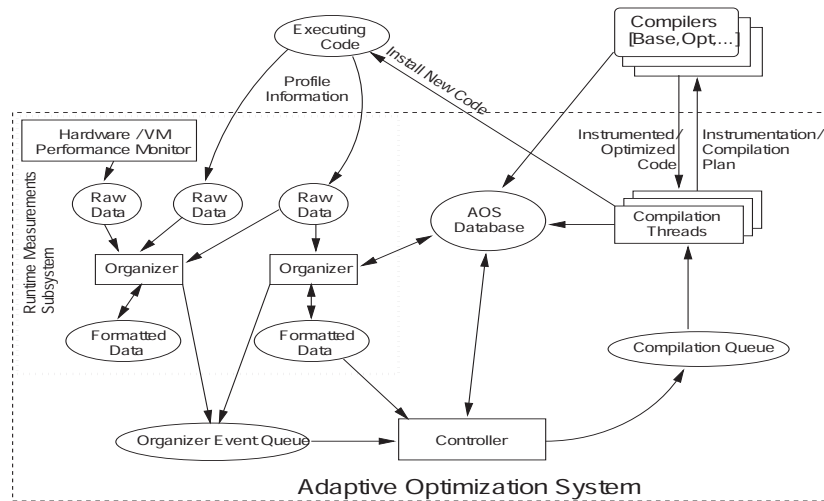 Executing
Code
Compilers
[Base,Opt,...]
Install New Code
Profile
Information
Hardware /VM
Performance Monitor
Instrumented/
Optimized
Code
Instrumentation/
Compilation
Plan
Raw
Data
Raw
Data
Raw
Data
AOS
Database
Compilation
Threads
Runtime Measurements
Subsystem
Organizer
Organizer
Formatted
Data
Formatted
Data
Compilation Queue
Organizer Event Queue
Controller
Adaptive Optimization System